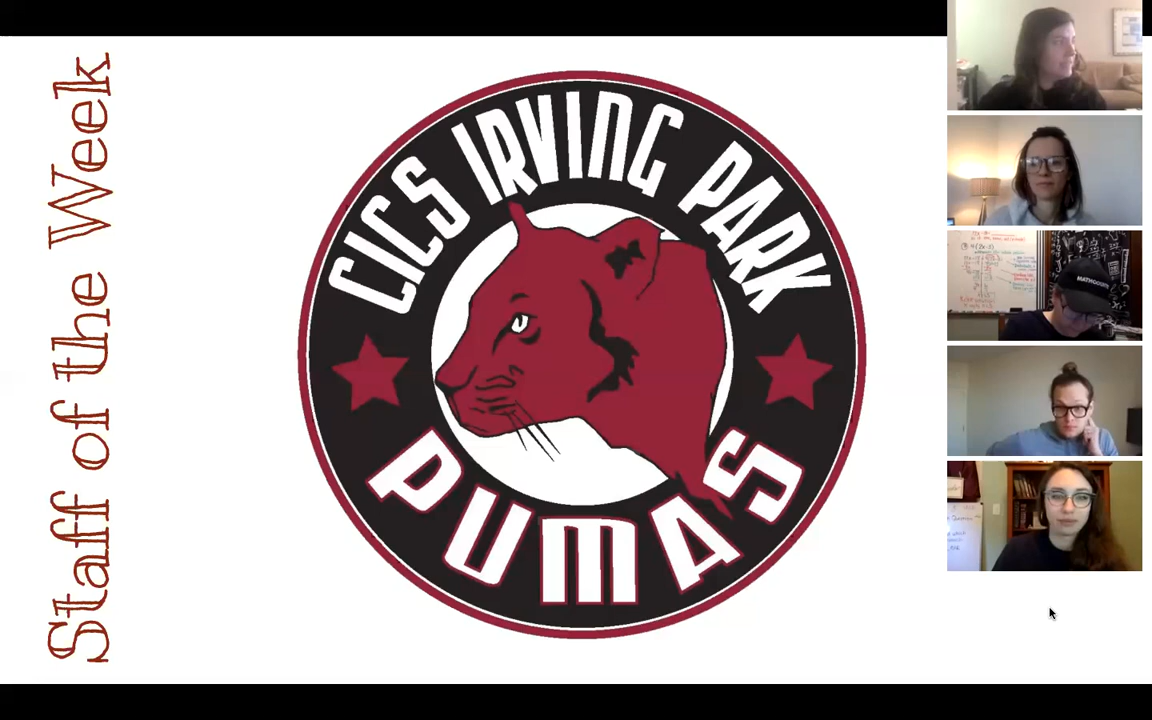 Staff of the Week
CICS IRVING PARK
PUMAS